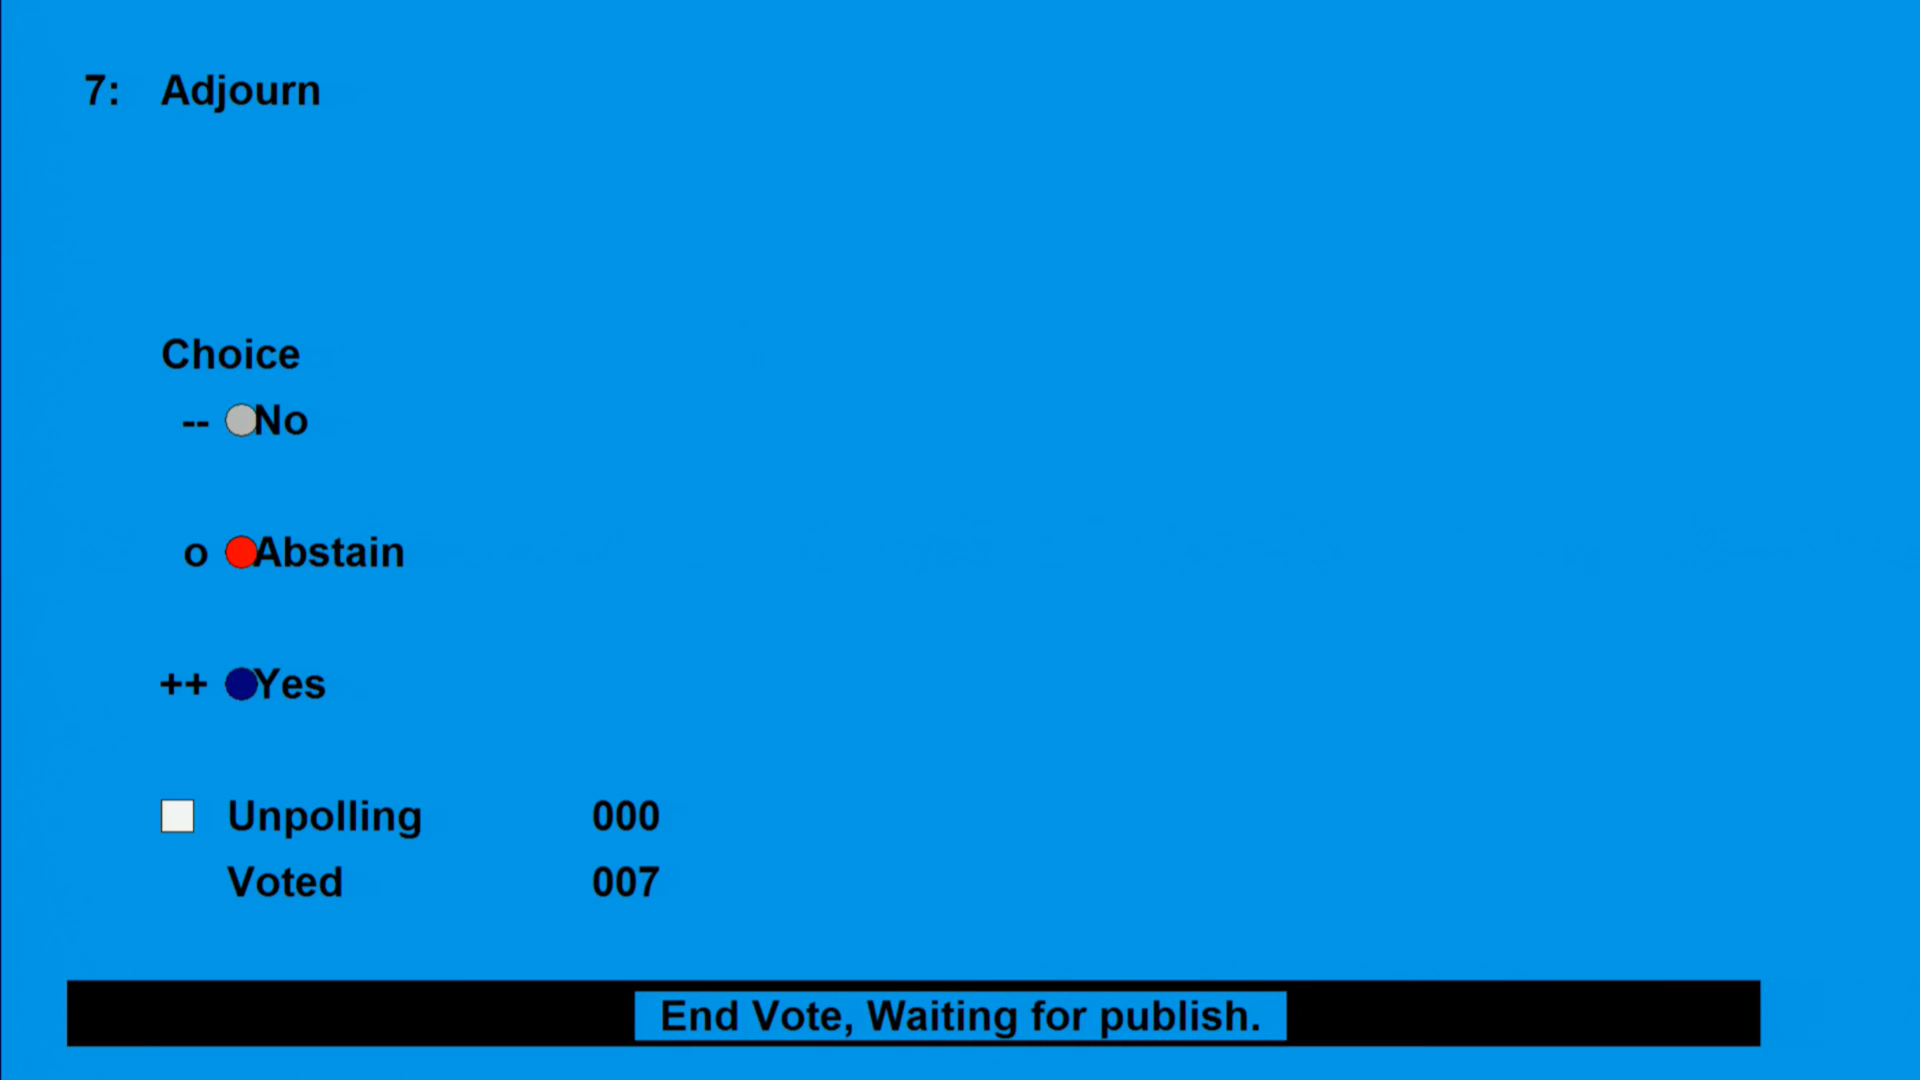 7: Adjourn
Choice
-- No
o Abstain
++ Yes
Unpolling 000
Voted 007
End Vote, Waiting for publish.